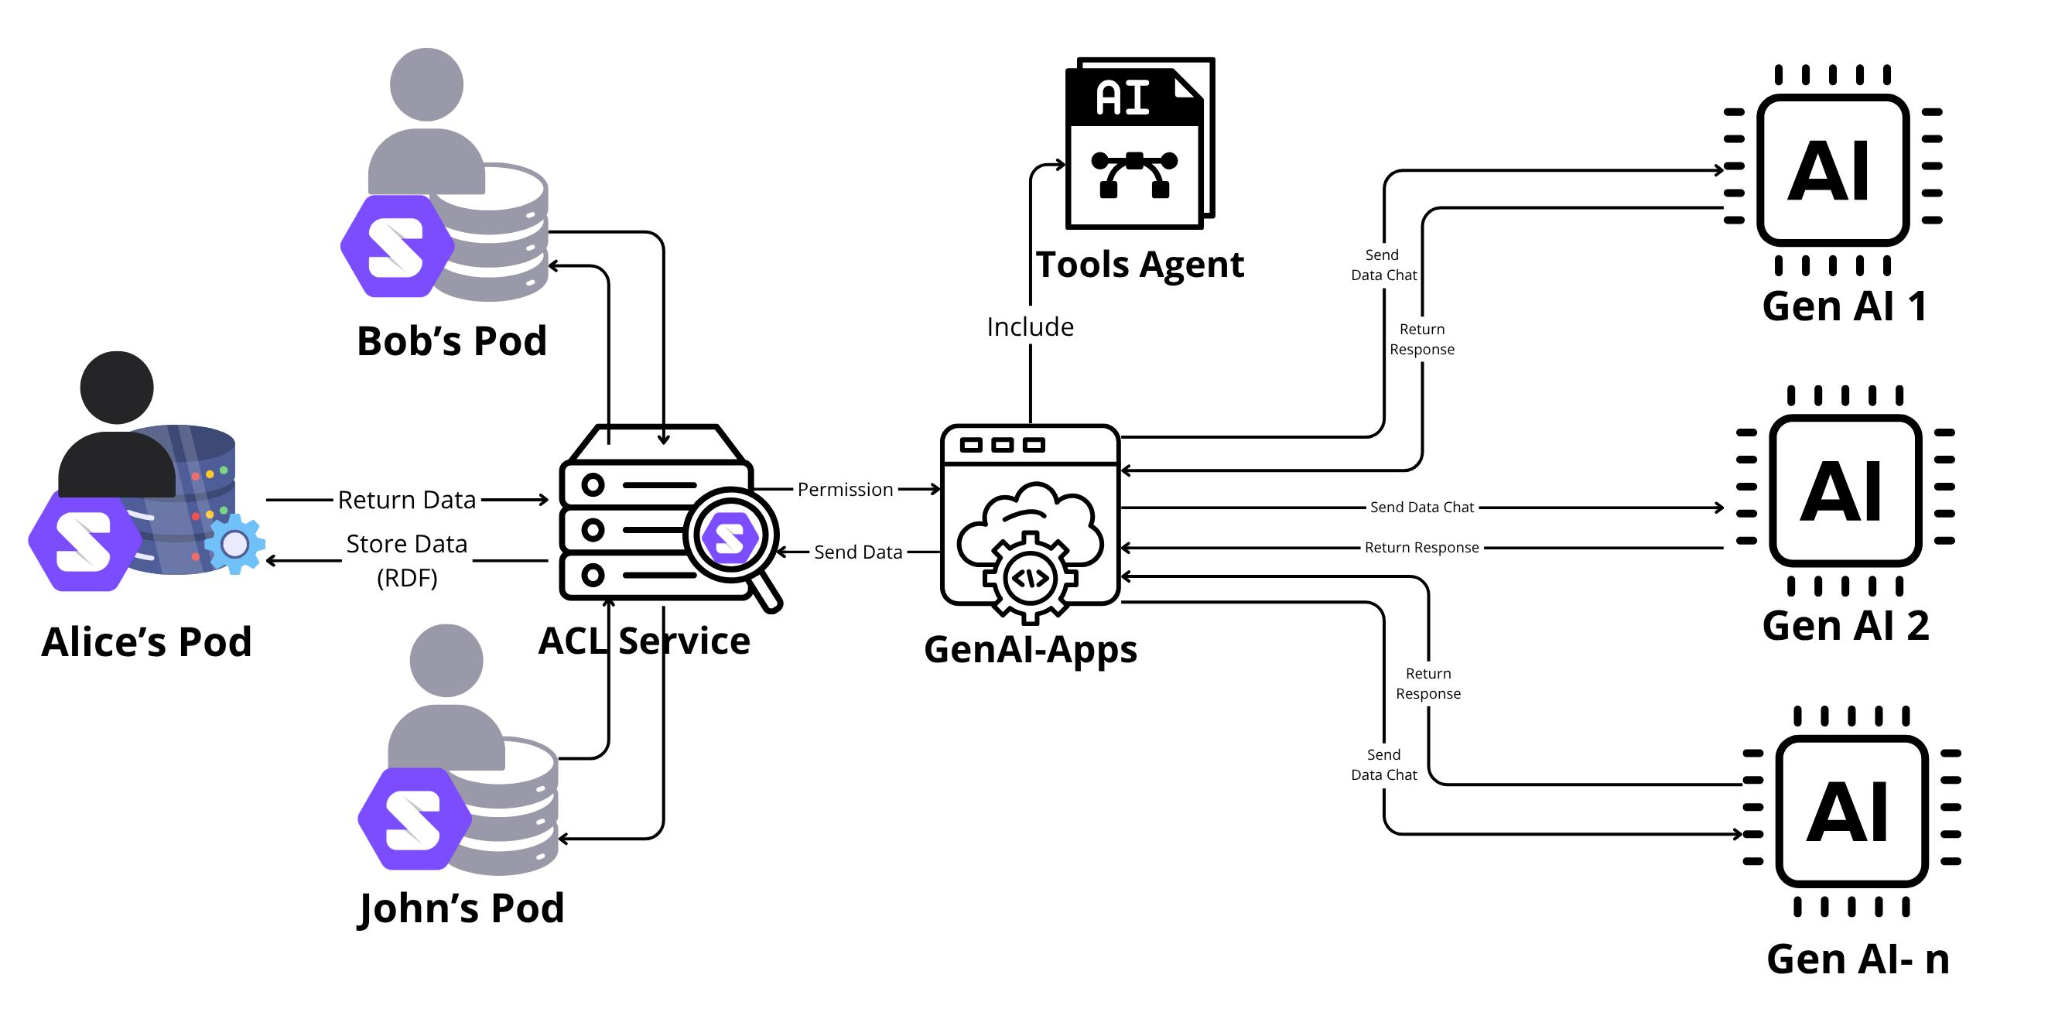 AI
Tools Agent
Include
Bob's Pod
Alice's Pod
Return Data
Store Data
(RDF)
ACL Service
John's Pod
Permission
Send Data
GenAI-Apps
Send
Data Chat
Return
Response
Send Data Chat
Return Response
Return
Response
Send
Data Chat
AI
Gen AI 1
AI
Gen AI 2
AI
Gen AI- n